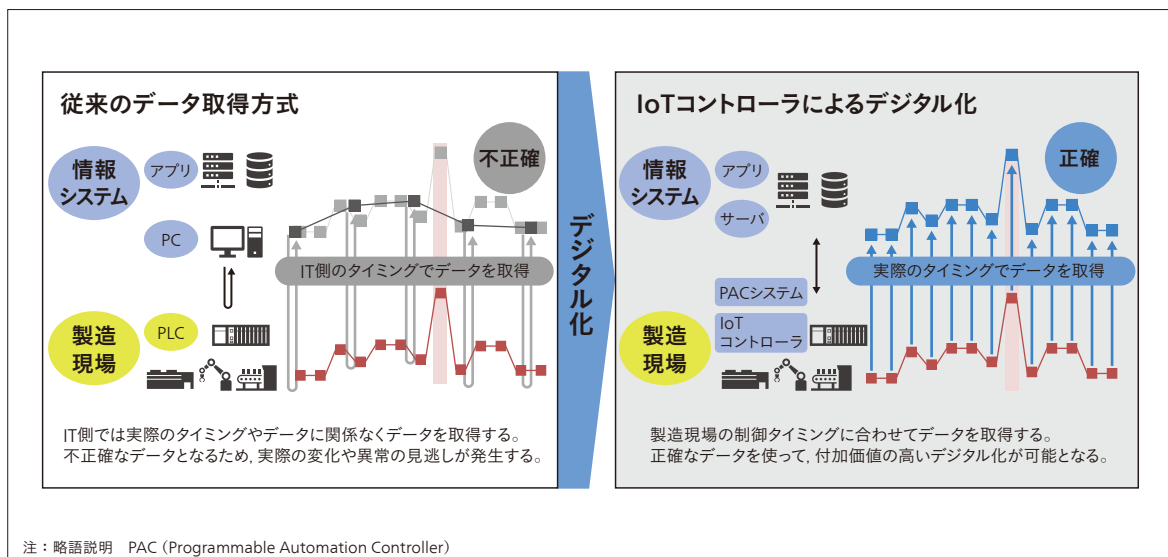 従来のデータ取得方式
情報
システム
アプリ
不正確
PC
IT側のタイミングでデータを取得
製造
現場
PLC
IT側では実際のタイミングやデータに関係なくデータを取得する。
不正確なデータとなるため，実際の変化や異常の見逃しが発生する。
デジタル化
IoTコントローラによるデジタル化
情報
システム
アプリ
正確
サーバ
実際のタイミングでデータを取得
PACシステム
製造
現場
IoT
コントローラ
製造現場の制御タイミングに合わせてデータを取得する。
正確なデータを使って，付加価値の高いデジタル化が可能となる。
注：略語説明　PAC（Programmable Automation Controller）